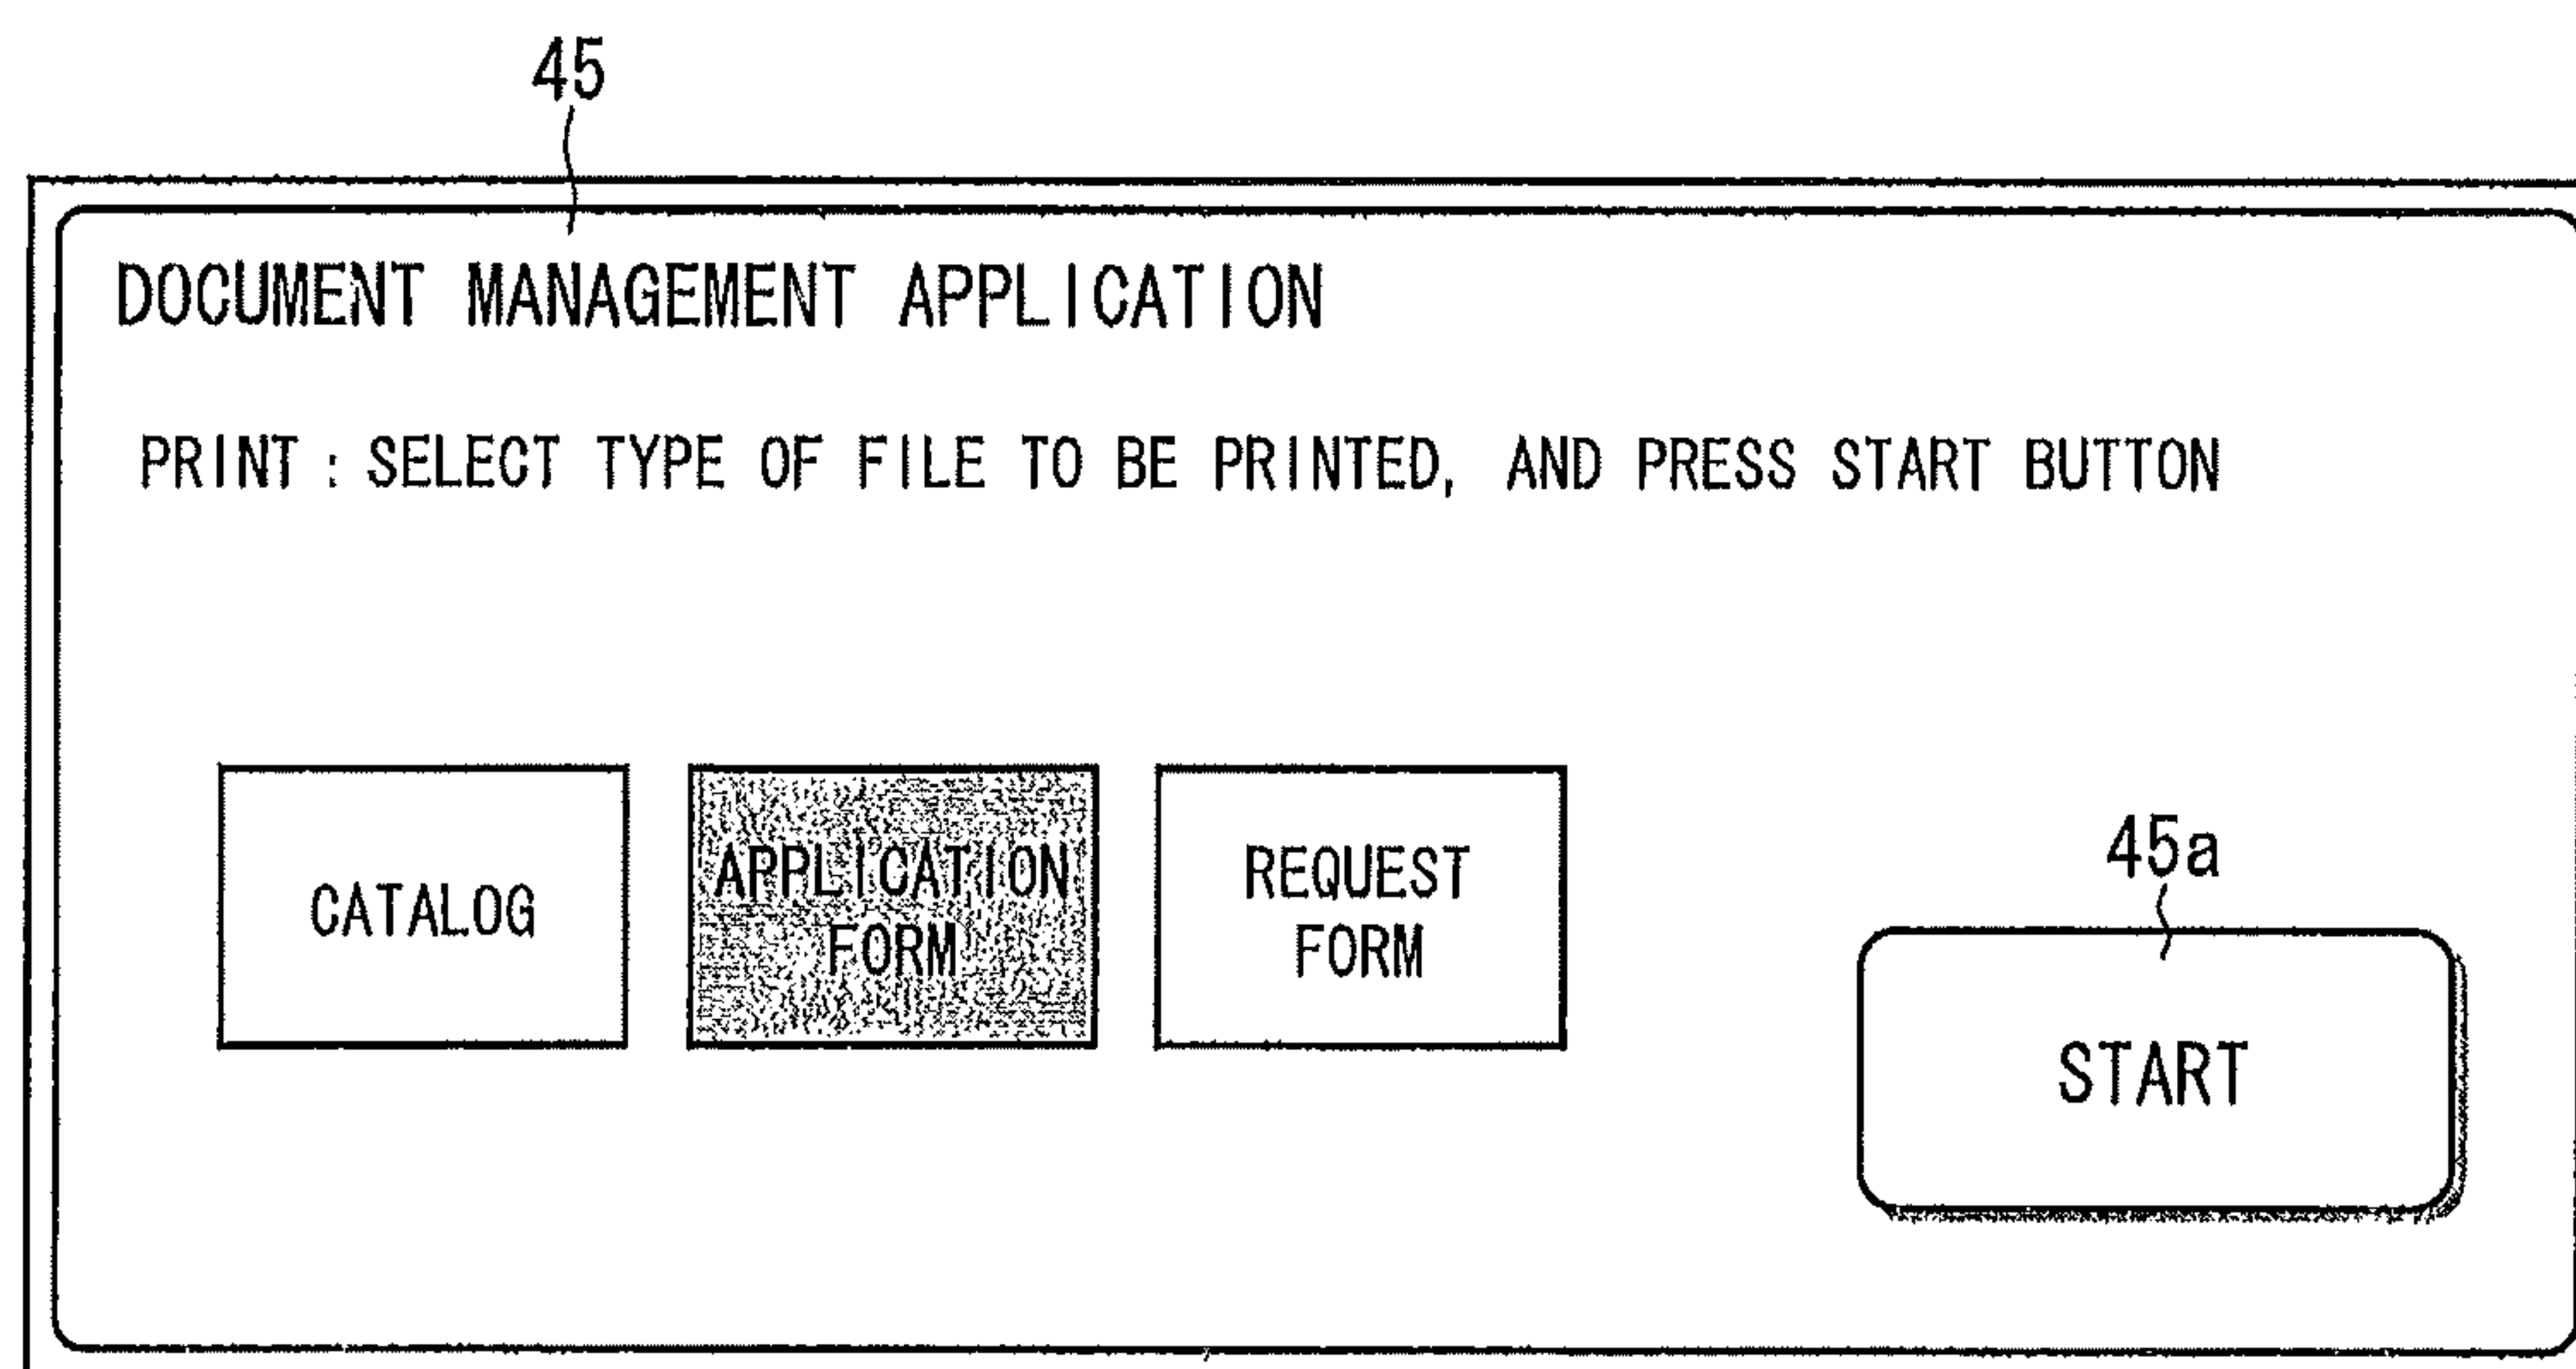 45
DOCUMENT MANAGEMENT APPLICATION
PRINT : SELECT TYPE OF FILE TO BE PRINTED, AND PRESS START BUTTON
CATALOG
APPLICATION
FORM
REQUEST
FORM
45a
START